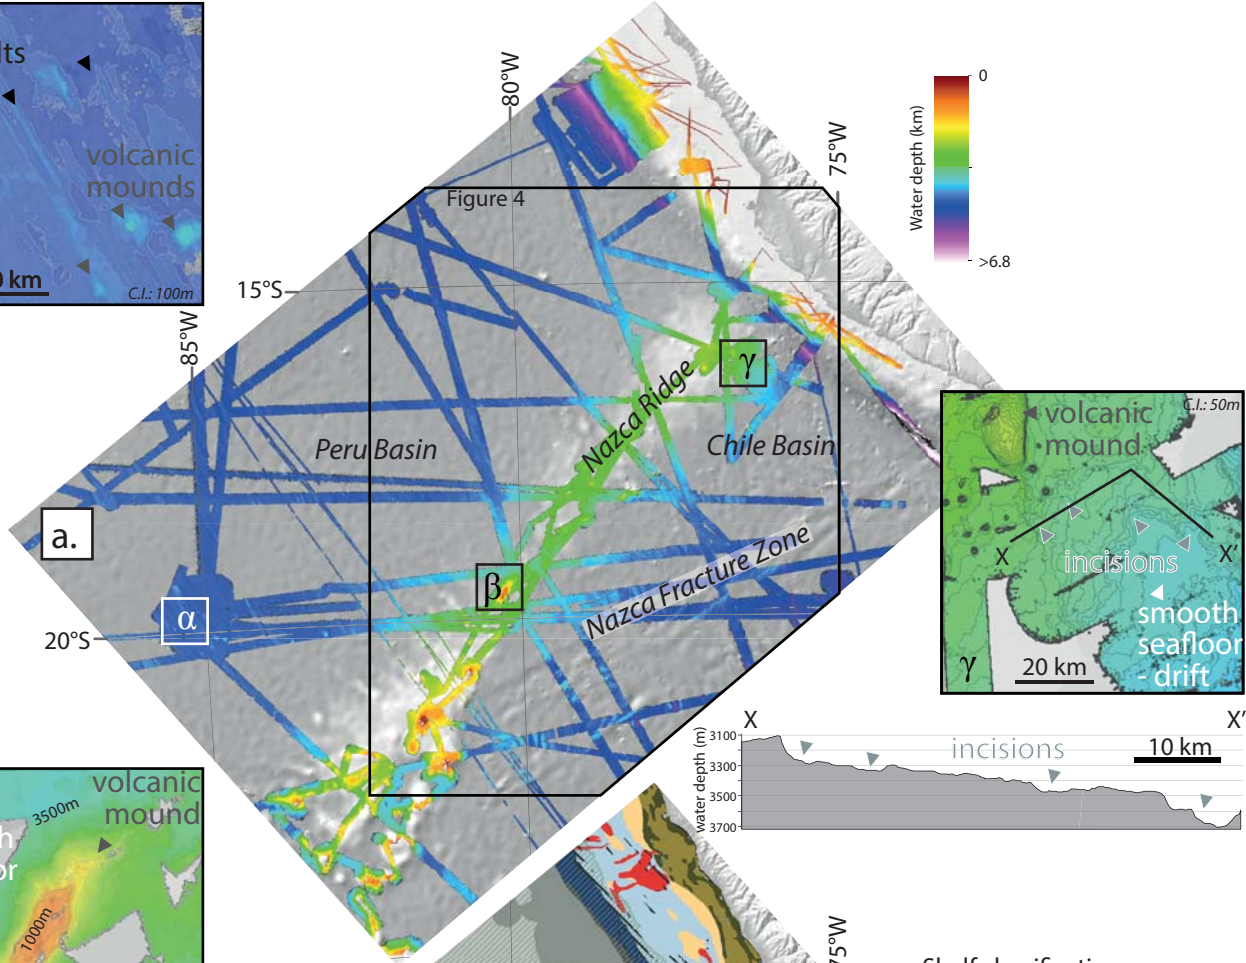 lts
volcanic
mounds
km
C.I.: 100m
80°W
75°W
85°W
15°S
20°S
Figure 4
Water depth (km)
0
>6.8
Peru Basin
Nazca Ridge
Chile Basin
Nazca Fracture Zone
a.
α
β
γ
C.I.: 50m
volcanic
mound
X
X’
incisions
smooth
seafloor
- drift
γ
20 km
X
X’
3100
3300
3500
3700
water depth (m)
incisions
10 km
volcanic
mound
3500m
1000m
h
or
75°W